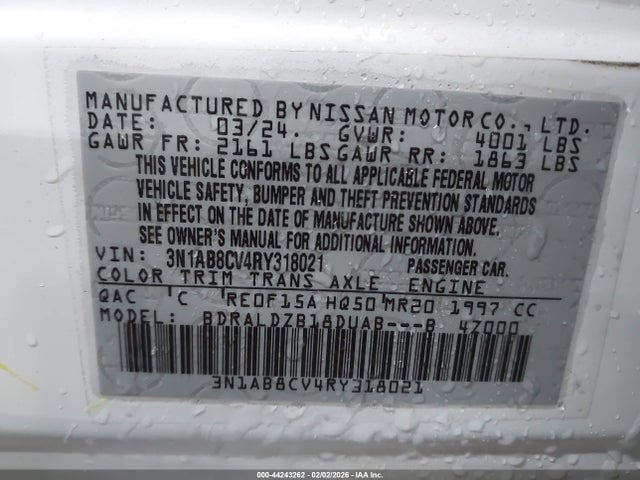 MANUFACTURED BY NISSAN MOTOR CO., LTD.
DATE: 03/24. GVWR: 4001 LBS
GAWR FR: 2161 LBS GAWR RR: 1863 LBS
THIS VEHICLE CONFORMS TO ALL APPLICABLE FEDERAL MOTOR
VEHICLE SAFETY, BUMPER AND THEFT PREVENTION STANDARDS
IN EFFECT ON THE DATE OF MANUFACTURE SHOWN ABOVE.
SEE OWNER'S MANUAL FOR ADDITIONAL INFORMATION.
VIN: 3N1AB8CV4RY318021 PASSENGER CAR.
COLOR TRIM TRANS AXLE ENGINE
QAC C RE0F15A HQ50 MR20 1997 CC
MODEL: BDRALDZB18DUAB---B 47000
3N1AB8CV4RY318021
000-44243262 - 02/02/2026 - IAA Inc.